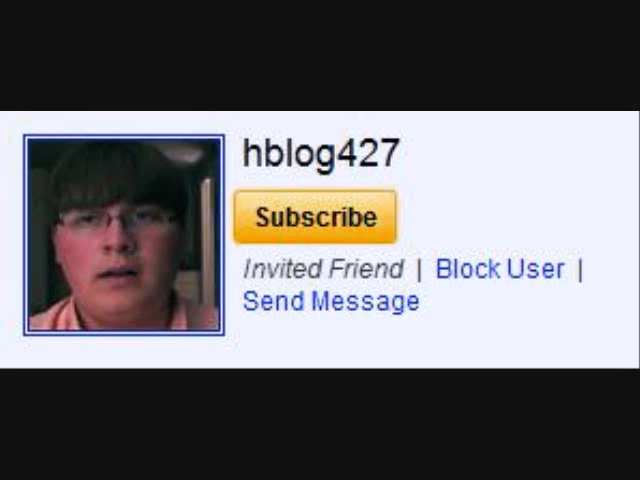 hblog427
Subscribe
Invited Friend | Block User |
Send Message